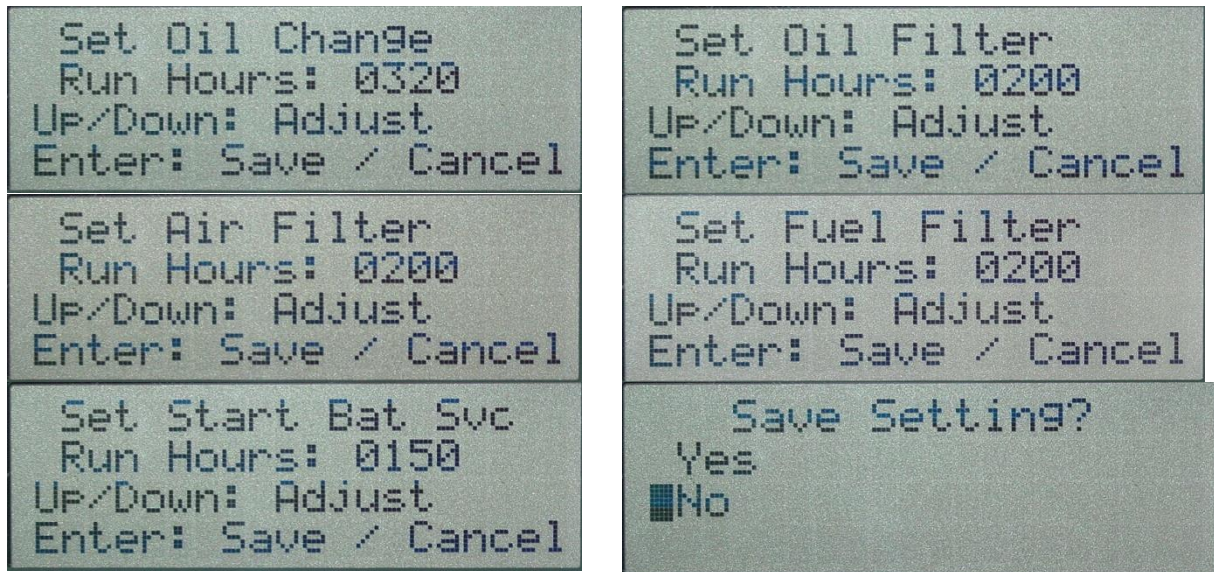 Set Oil Change
Run Hours: 0320
Up/Down: Adjust
Enter: Save / Cancel
Set Oil Filter
Run Hours: 0200
Up/Down: Adjust
Enter: Save / Cancel
Set Air Filter
Run Hours: 0200
Up/Down: Adjust
Enter: Save / Cancel
Set Fuel Filter
Run Hours: 0200
Up/Down: Adjust
Enter: Save / Cancel
Set Start Bat Svc
Run Hours: 0150
Up/Down: Adjust
Enter: Save / Cancel
Save Setting?
Yes
No